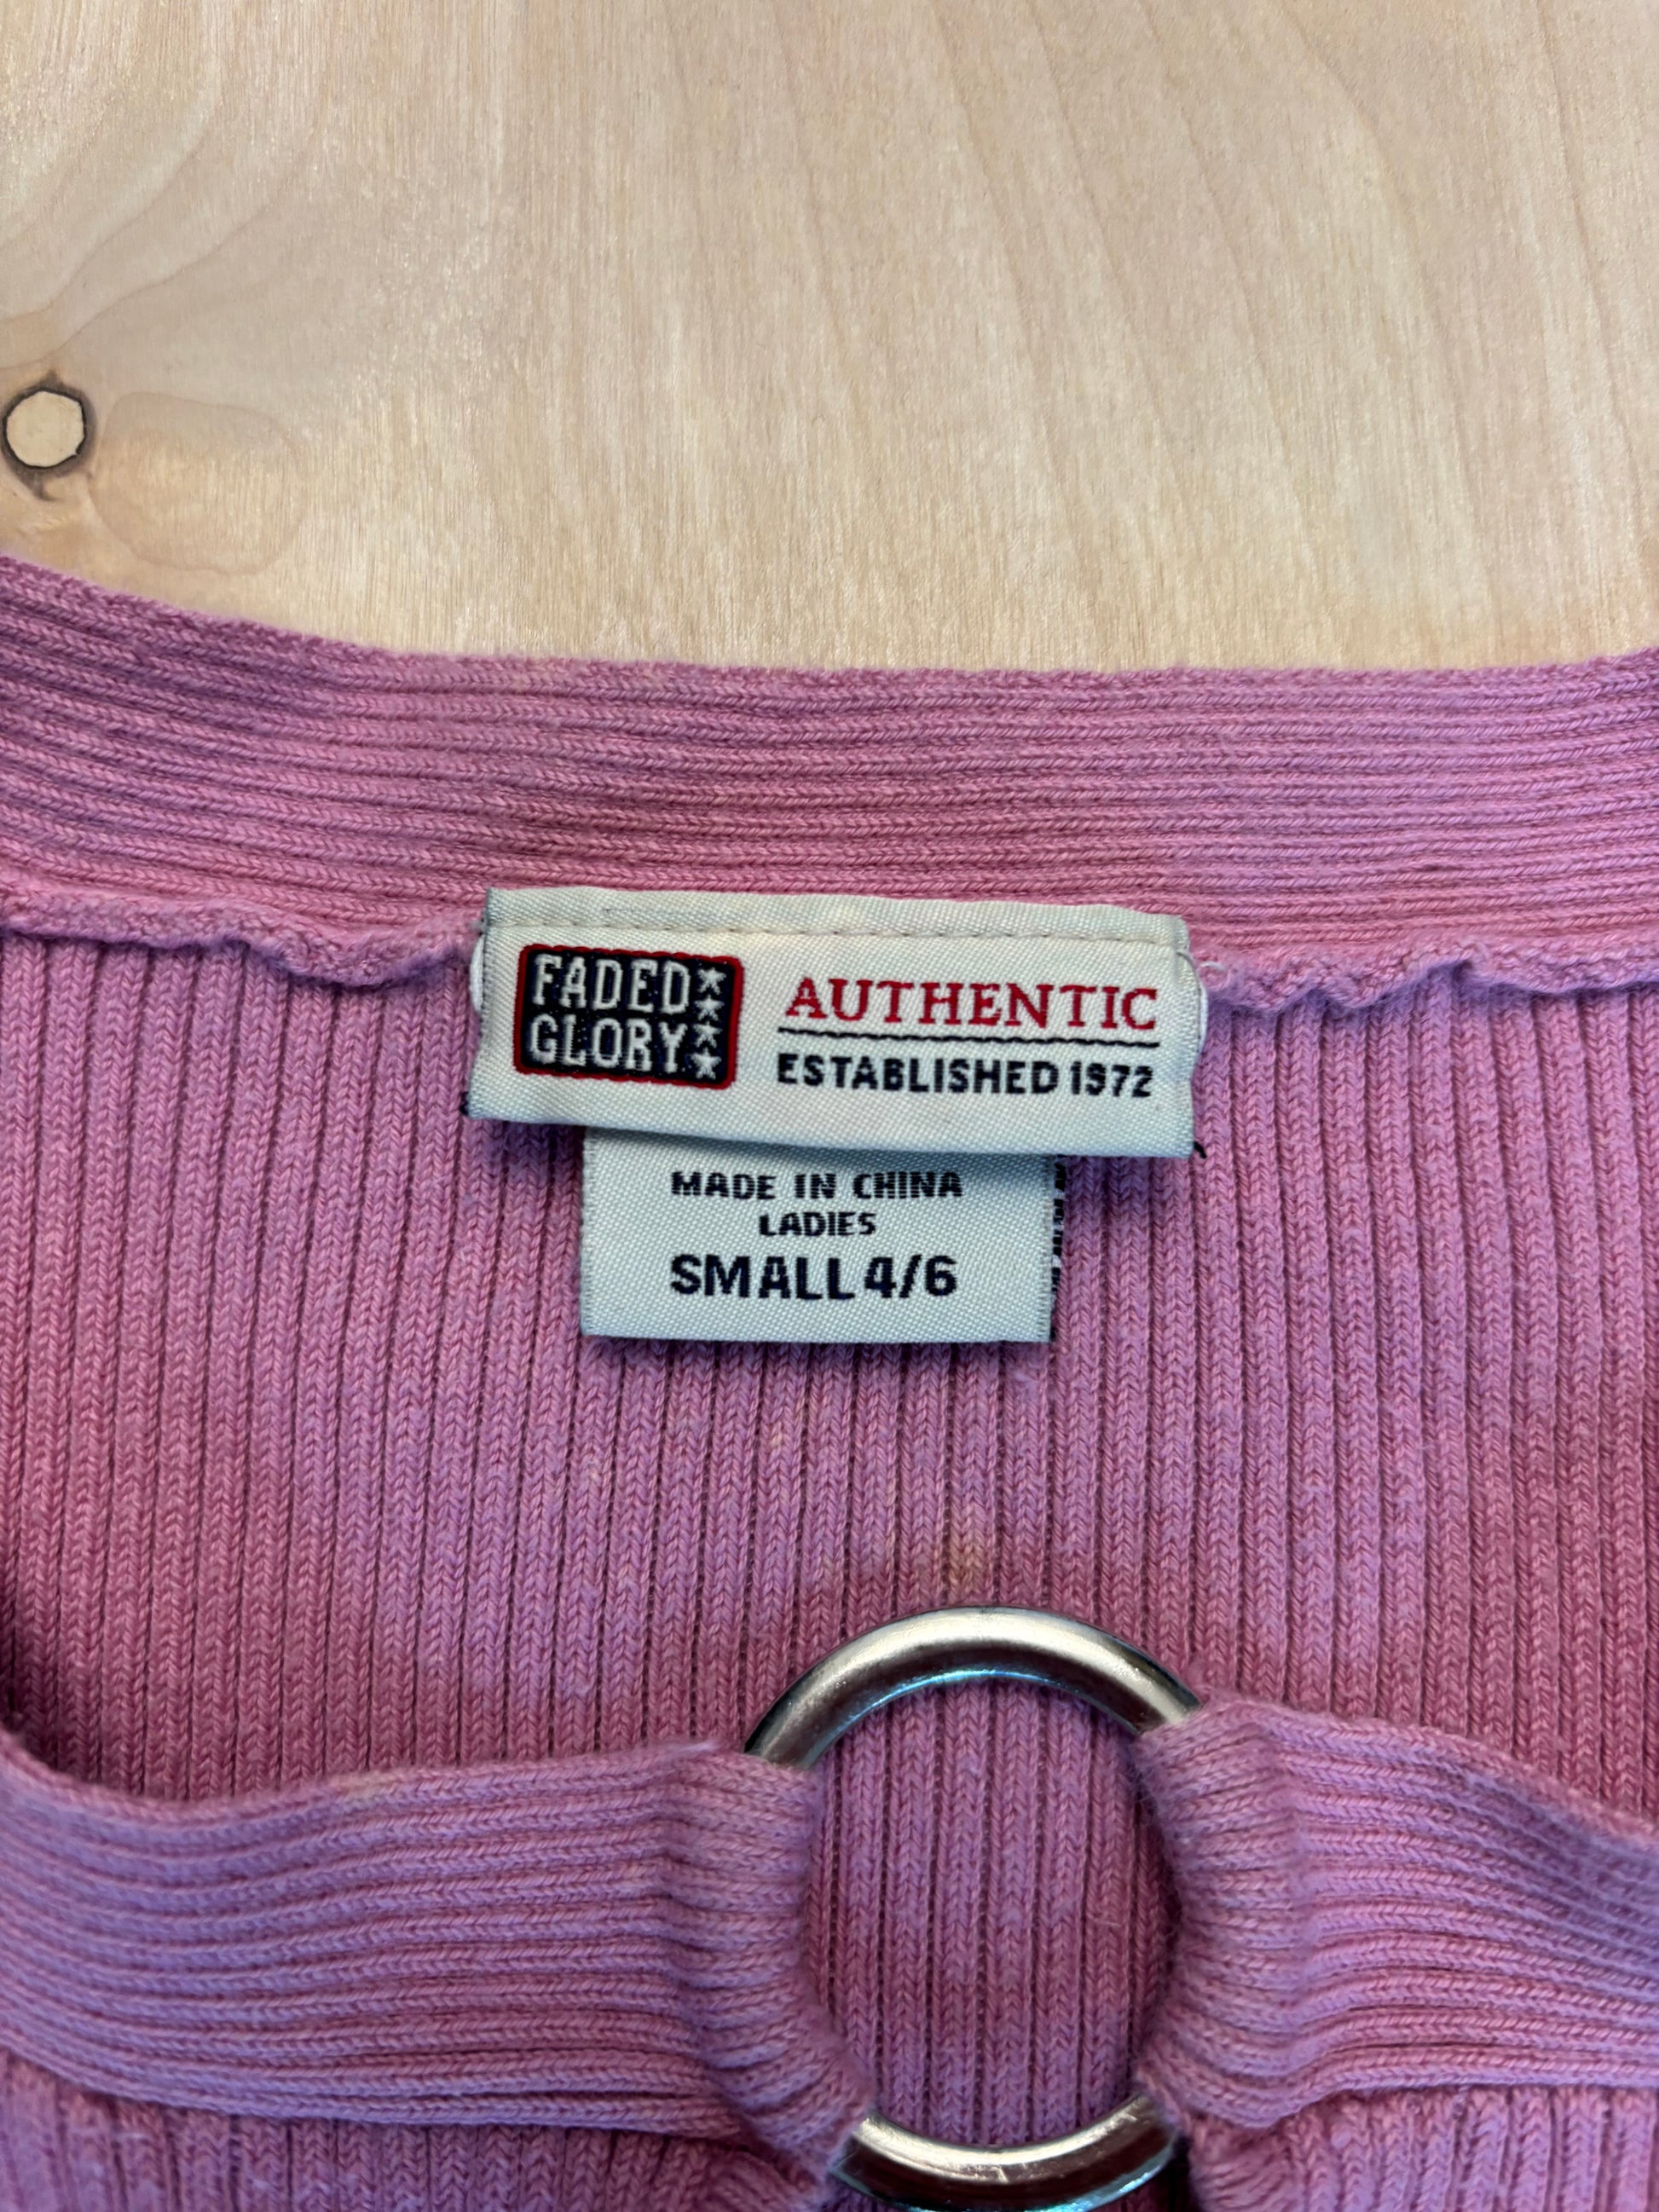 FADED
GLORY
AUTHENTIC
ESTABLISHED 1972
MADE IN CHINA
LADIES
SMALL 4/6